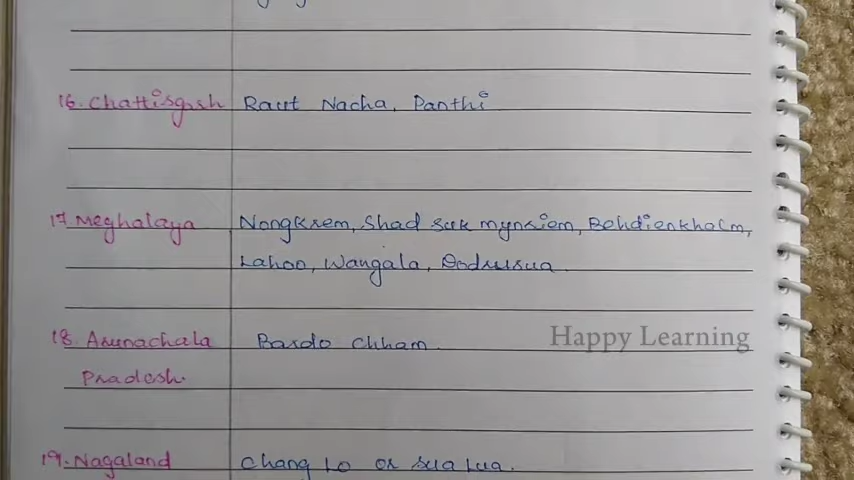 16. Chattisgrsh Raut Nacha, Panthi
17. Meghalaya Nongkrem, Shad suk mynsiem, Behdienkhalm,
Lahoo, Wangala, Dodrusua
18. Arunachala Bardo Chham.
Happy Learning
Pradesh.
19. Nagaland Chang Lo or sua Lua.